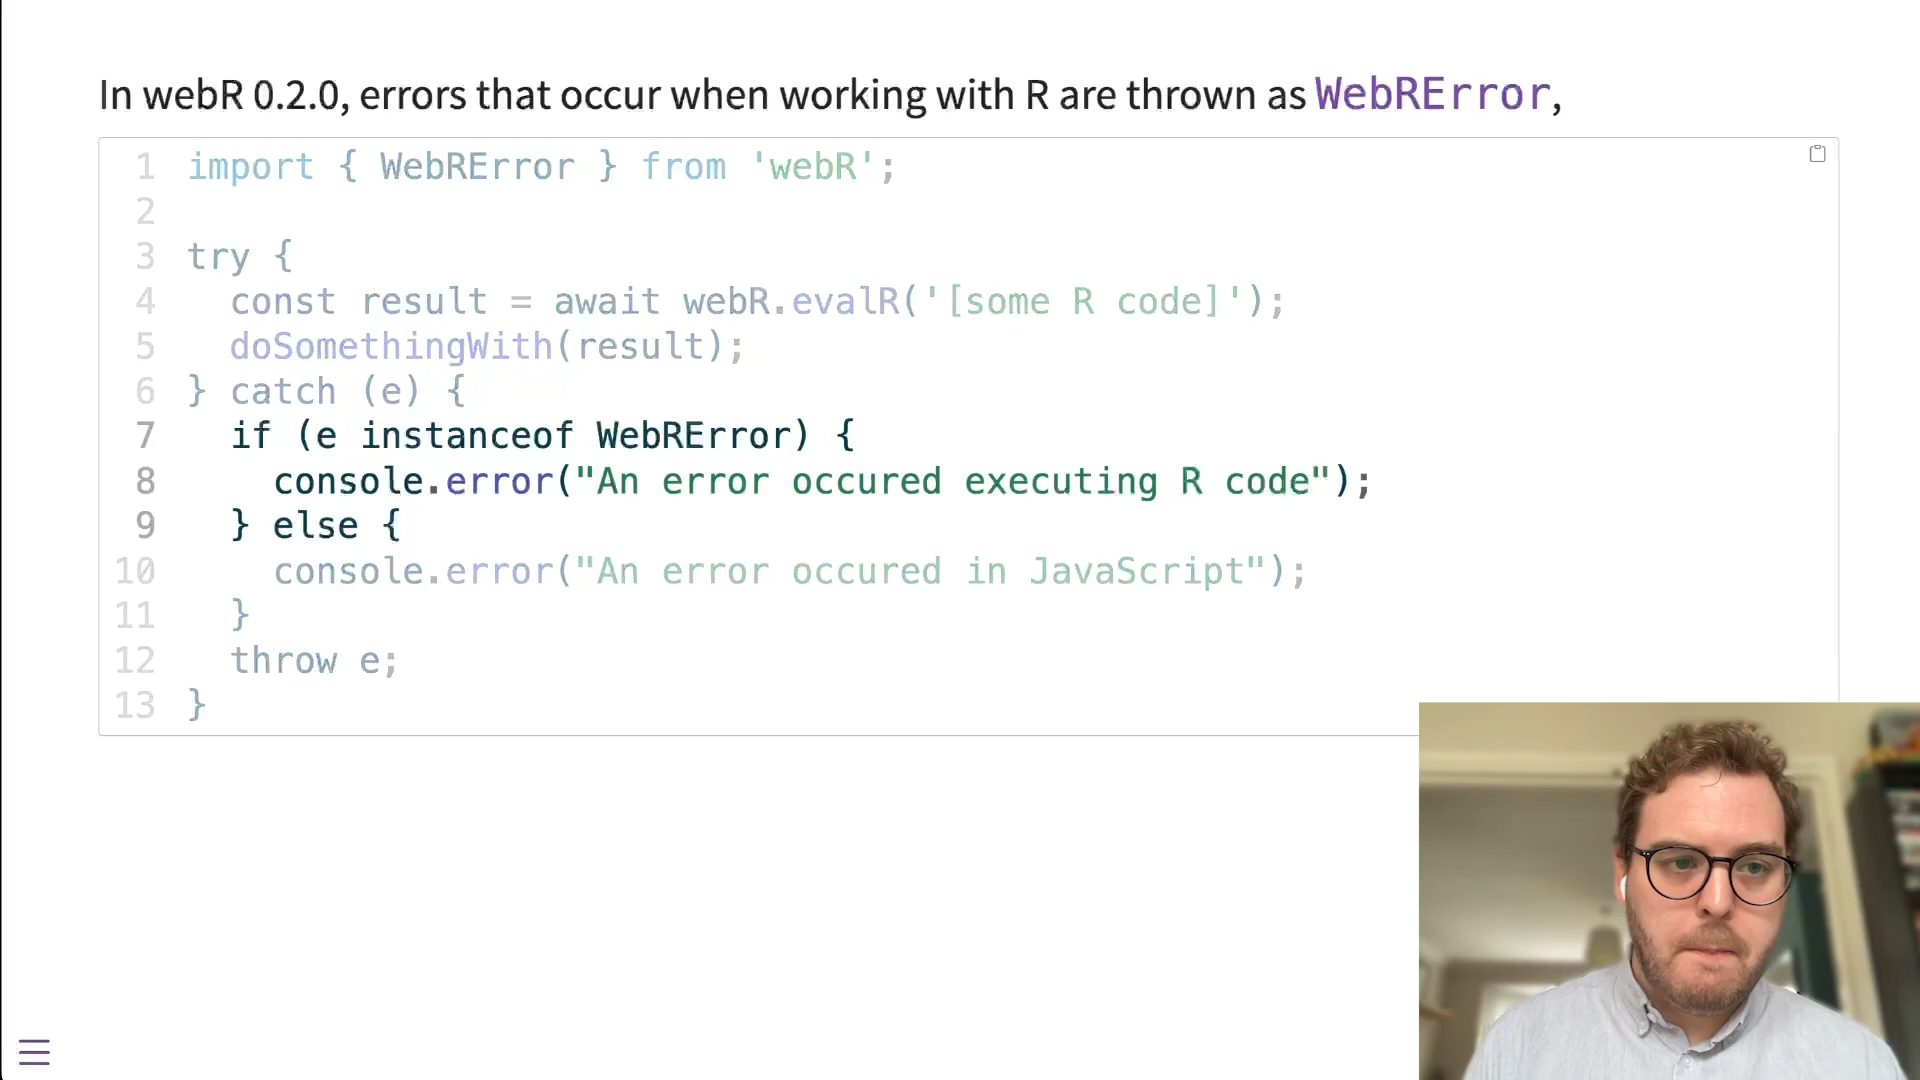 In webR 0.2.0, errors that occur when working with R are thrown as WebRError,
1 import { WebRError } from 'webR';
2
3 try {
4   const result = await webR.evalR('[some R code]');
5   doSomethingWith(result);
6 } catch (e) {
7   if (e instanceof WebRError) {
8     console.error("An error occured executing R code");
9   } else {
10     console.error("An error occured in JavaScript");
11   }
12   throw e;
13 }